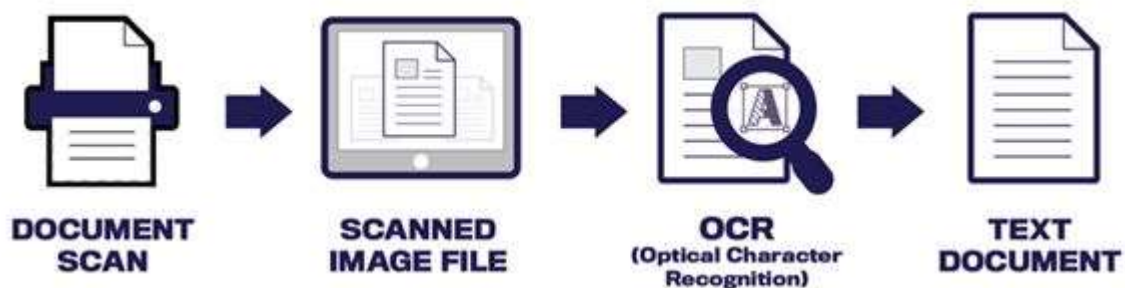 DOCUMENT
SCAN
SCANNED
IMAGE FILE
OCR
(Optical Character
Recognition)
A
TEXT
DOCUMENT